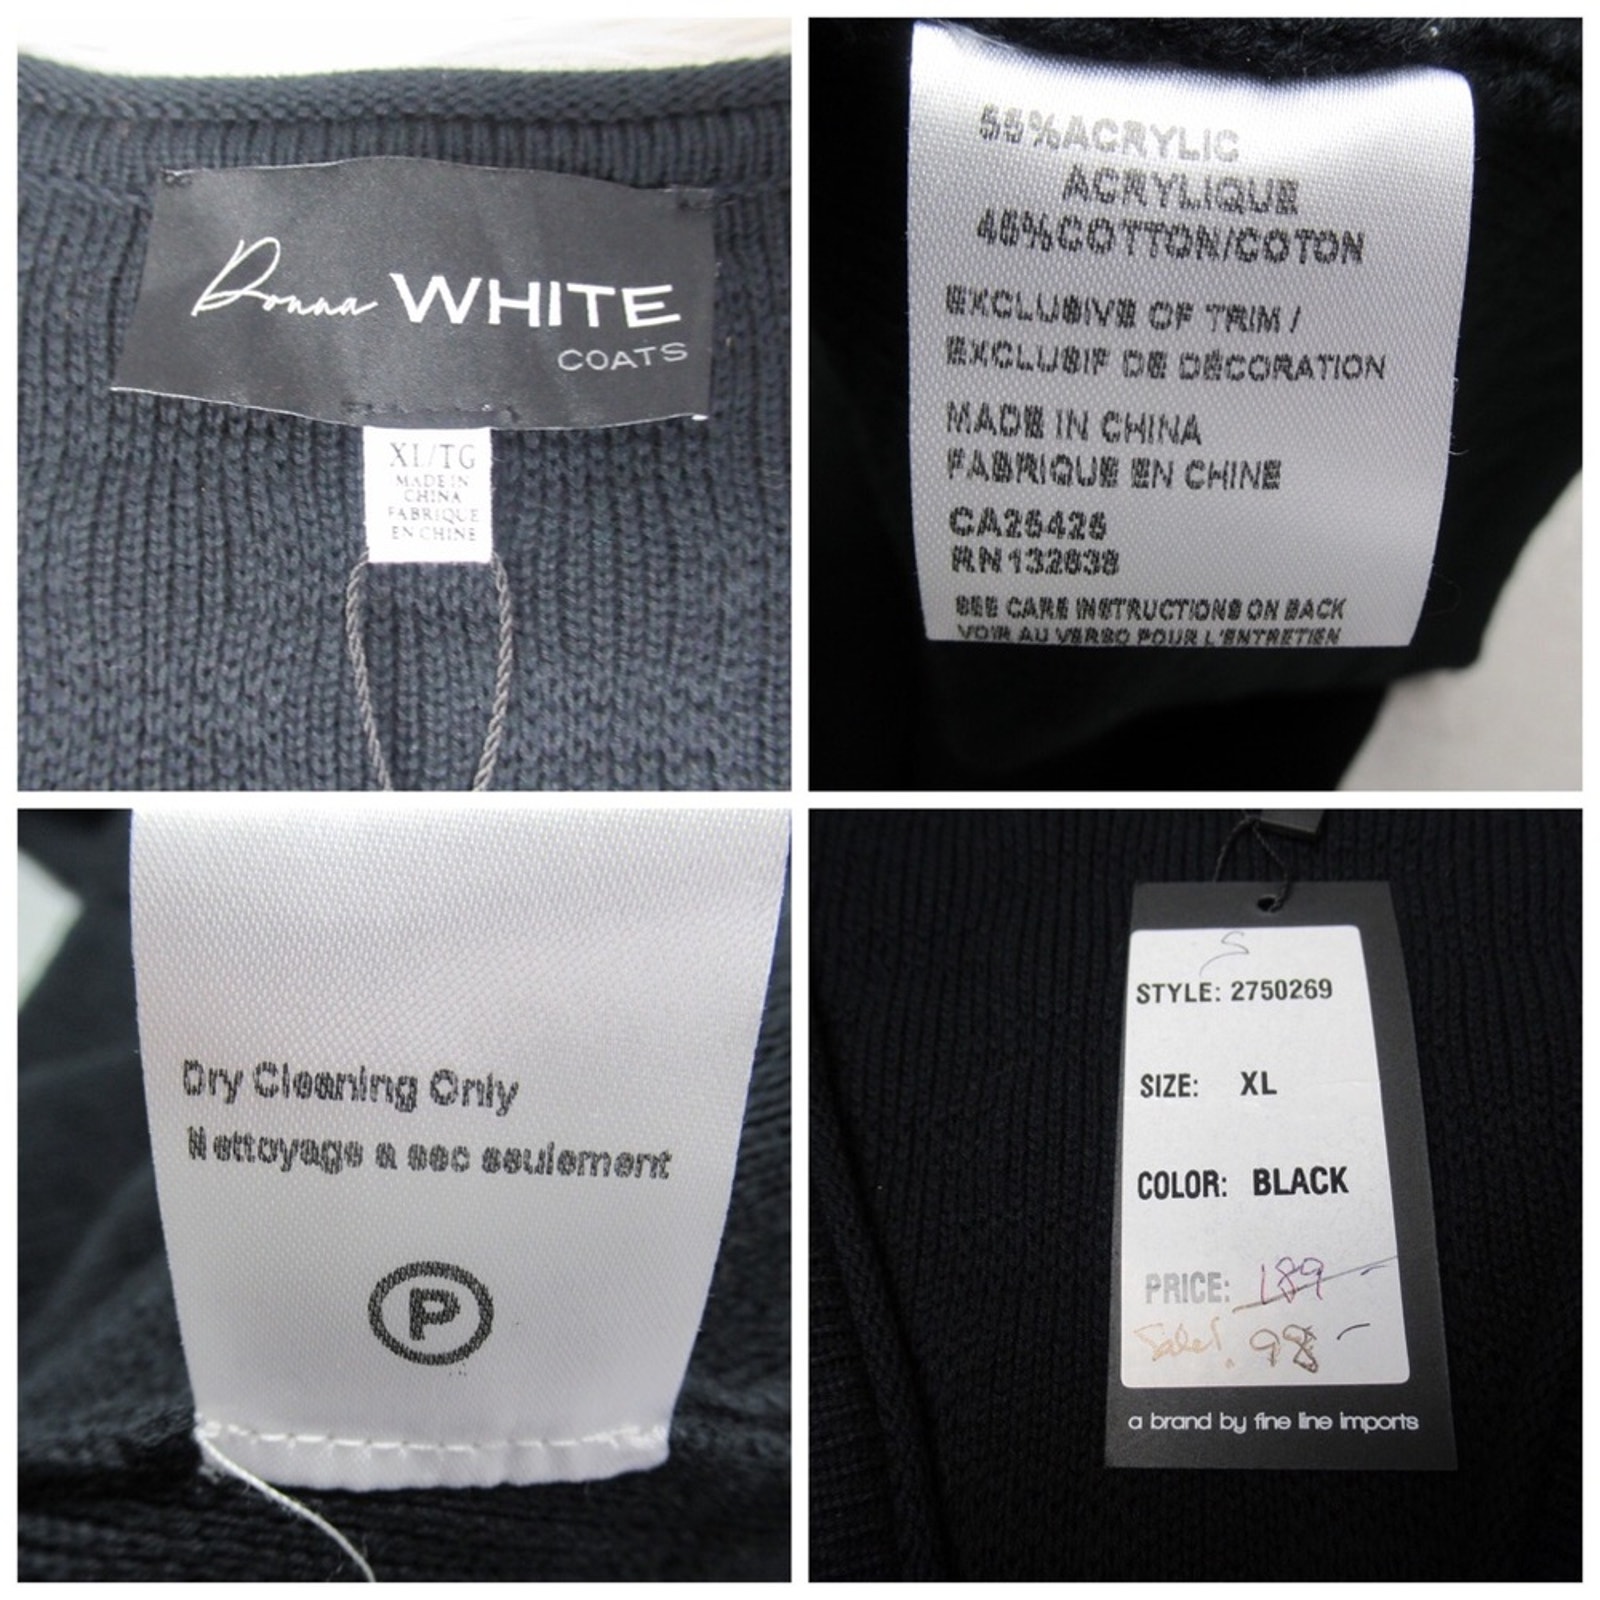 Donna WHITE
COATS
XL/TG
MADE IN
CHINA
FABRIQUE
EN CHINE
55%ACRYLIC
ACRYLIQUE
45%COTTON/COTON
EXCLUSIVE OF TRIM /
EXCLUSIF DE DÉCORATION
MADE IN CHINA
FABRIQUE EN CHINE
CA25425
RN132638
SEE CARE INSTRUCTIONS ON BACK
VOIR AU VERSO POUR L'ENTRETIEN
Dry Cleaning Only
Nettoyage a sec seulement
P
S
STYLE: 2750269
SIZE: XL
COLOR: BLACK
PRICE: 189 -
Sale! 98 -
a brand by fine line imports